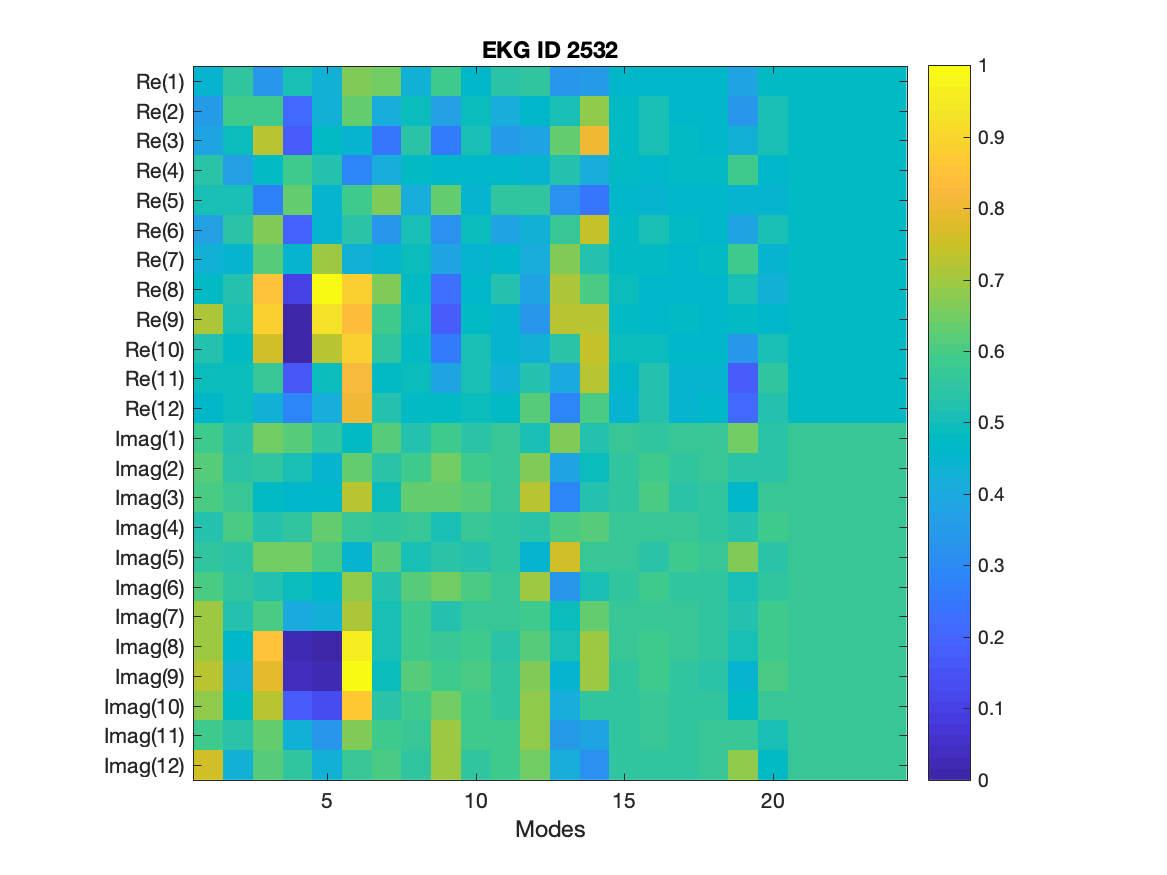 EKG ID 2532
Re(1)
Re(2)
Re(3)
Re(4)
Re(5)
Re(6)
Re(7)
Re(8)
Re(9)
Re(10)
Re(11)
Re(12)
Imag(1)
Imag(2)
Imag(3)
Imag(4)
Imag(5)
Imag(6)
Imag(7)
Imag(8)
Imag(9)
Imag(10)
Imag(11)
Imag(12)
5 10 15 20
Modes
1
0.9
0.8
0.7
0.6
0.5
0.4
0.3
0.2
0.1
0